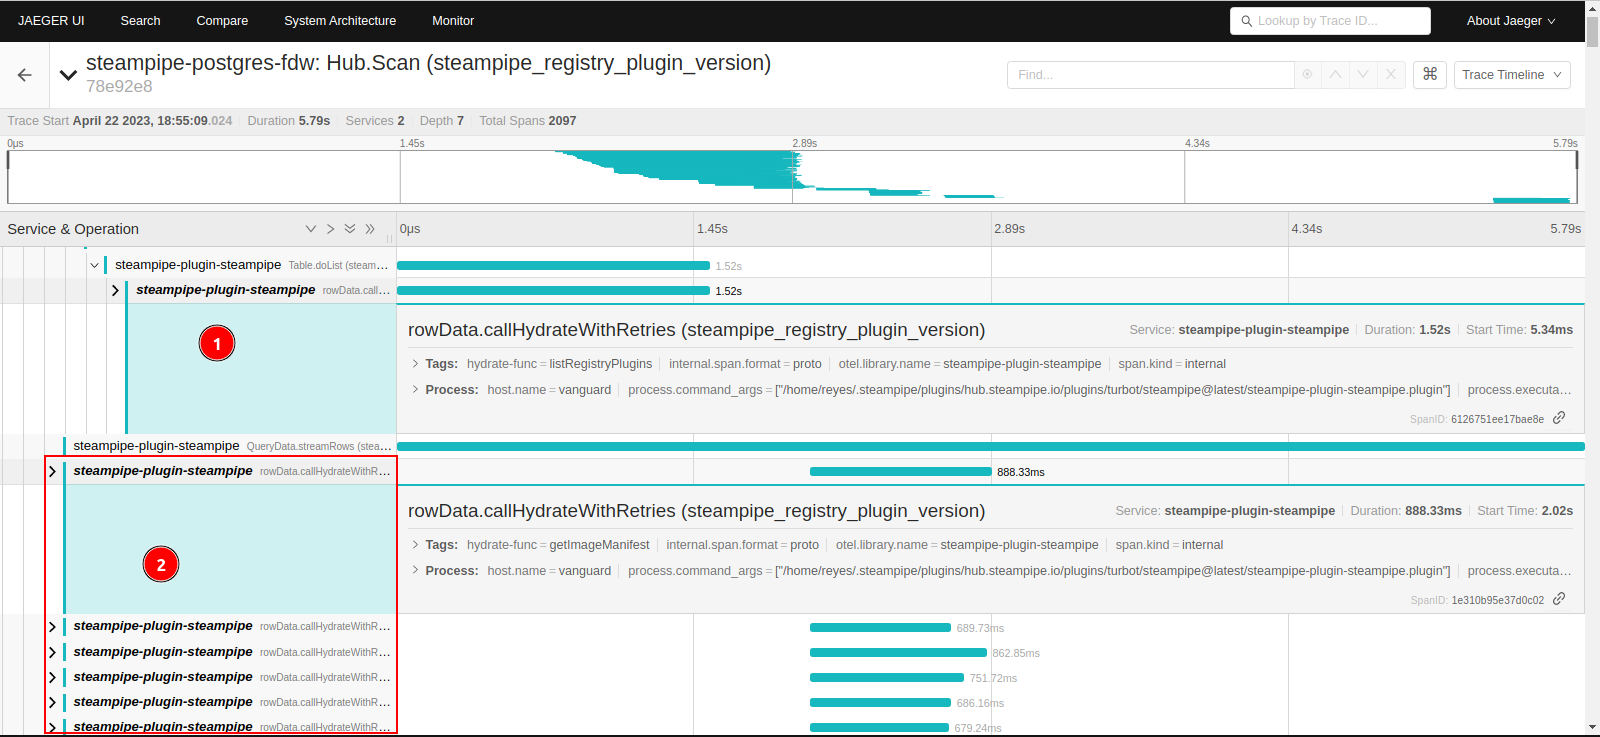 JAEGER UI Search Compare System Architecture Monitor Lookup by Trace ID... About Jaeger
steampipe-postgres-fdw: Hub.Scan (steampipe_registry_plugin_version)
78e92e8
Find... ⌘ Trace Timeline
Trace Start April 22 2023, 18:55:09.024 Duration 5.79s Services 2 Depth 7 Total Spans 2097
0μs 1.45s 2.89s 4.34s 5.79s
Service & Operation 0μs 1.45s 2.89s 4.34s 5.79s
steampipe-plugin-steampipe Table.doList (steam… 1.52s
steampipe-plugin-steampipe rowData.call… 1.52s
1
rowData.callHydrateWithRetries (steampipe_registry_plugin_version) Service: steampipe-plugin-steampipe Duration: 1.52s Start Time: 5.34ms
Tags: hydrate-func = listRegistryPlugins internal.span.format = proto otel.library.name = steampipe-plugin-steampipe span.kind = internal
Process: host.name = vanguard process.command_args = ["/home/reyes/.steampipe/plugins/hub.steampipe.io/plugins/turbot/steampipe@latest/steampipe-plugin-steampipe.plugin"] process.executa…
SpanID: 6126751ee17bae8e
steampipe-plugin-steampipe QueryData.streamRows (stea…
steampipe-plugin-steampipe rowData.callHydrateWithR… 888.33ms
2
rowData.callHydrateWithRetries (steampipe_registry_plugin_version) Service: steampipe-plugin-steampipe Duration: 888.33ms Start Time: 2.02s
Tags: hydrate-func = getImageManifest internal.span.format = proto otel.library.name = steampipe-plugin-steampipe span.kind = internal
Process: host.name = vanguard process.command_args = ["/home/reyes/.steampipe/plugins/hub.steampipe.io/plugins/turbot/steampipe@latest/steampipe-plugin-steampipe.plugin"] process.executa…
SpanID: 1e310b95e37d0c02
steampipe-plugin-steampipe rowData.callHydrateWithR… 689.73ms
steampipe-plugin-steampipe rowData.callHydrateWithR… 862.85ms
steampipe-plugin-steampipe rowData.callHydrateWithR… 751.72ms
steampipe-plugin-steampipe rowData.callHydrateWithR… 686.16ms
steampipe-plugin-steampipe rowData.callHydrateWithR… 679.24ms